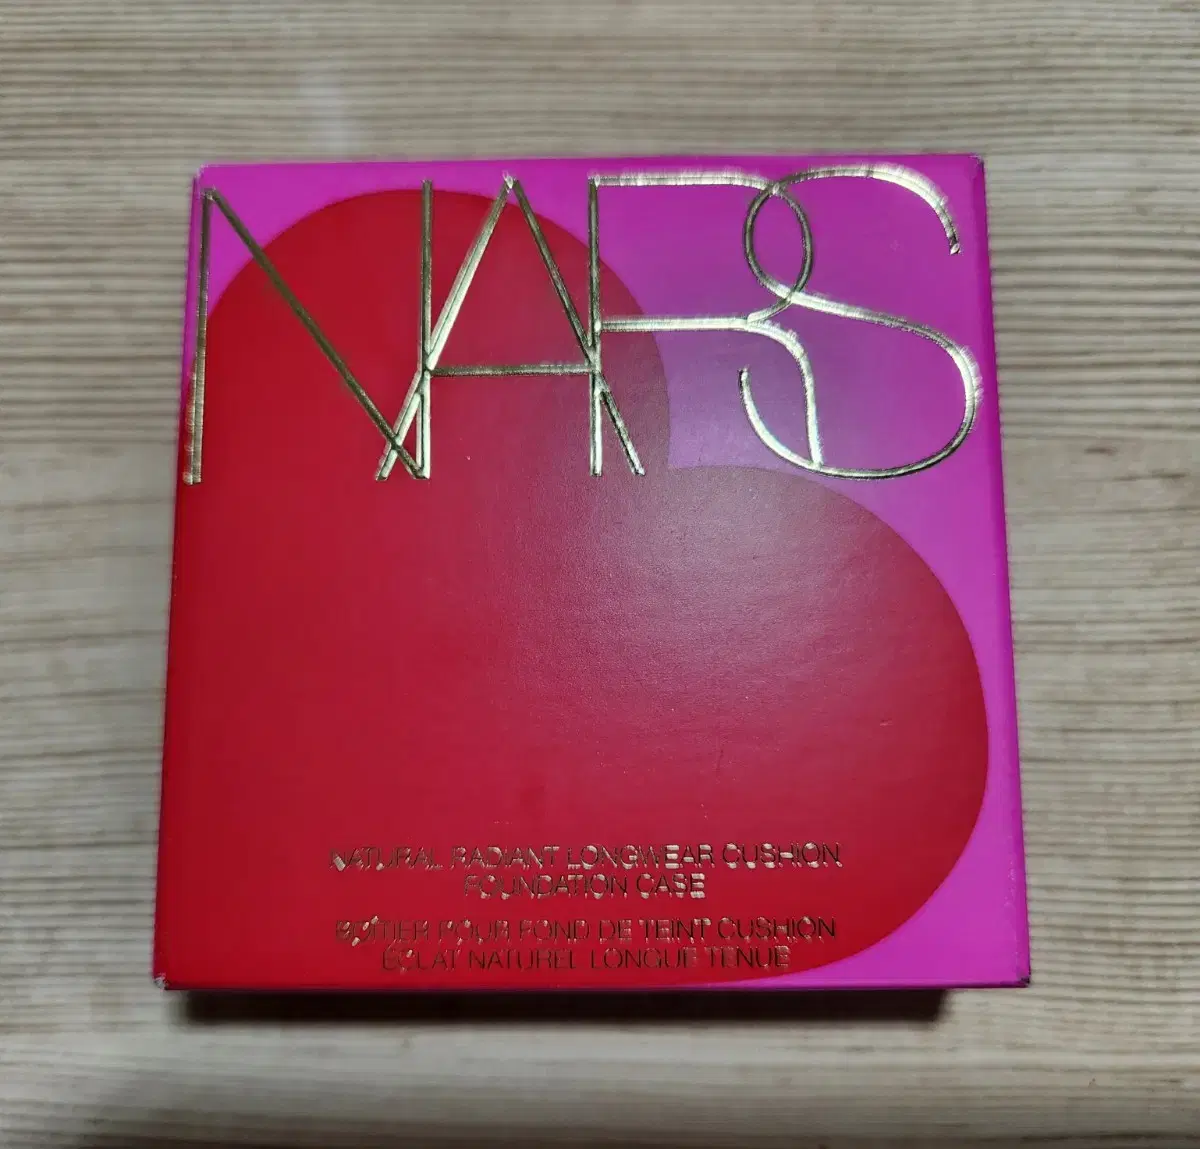 NARS
NATURAL RADIANT LONGWEAR CUSHION
FOUNDATION CASE
BOÎTIER POUR FOND DE TEINT CUSHION
ÉCLAT NATUREL LONGUE TENUE